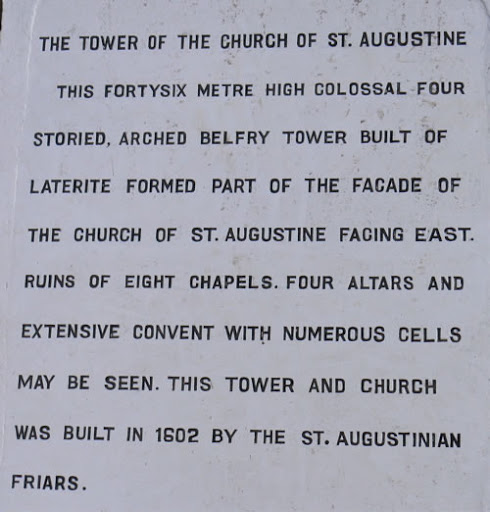 THE TOWER OF THE CHURCH OF ST. AUGUSTINE
THIS FORTYSIX METRE HIGH COLOSSAL FOUR
STORIED, ARCHED BELFRY TOWER BUILT OF
LATERITE FORMED PART OF THE FACADE OF
THE CHURCH OF ST. AUGUSTINE FACING EAST.
RUINS OF EIGHT CHAPELS. FOUR ALTARS AND
EXTENSIVE CONVENT WITH NUMEROUS CELLS
MAY BE SEEN. THIS TOWER AND CHURCH
WAS BUILT IN 1602 BY THE ST. AUGUSTINIAN
FRIARS.